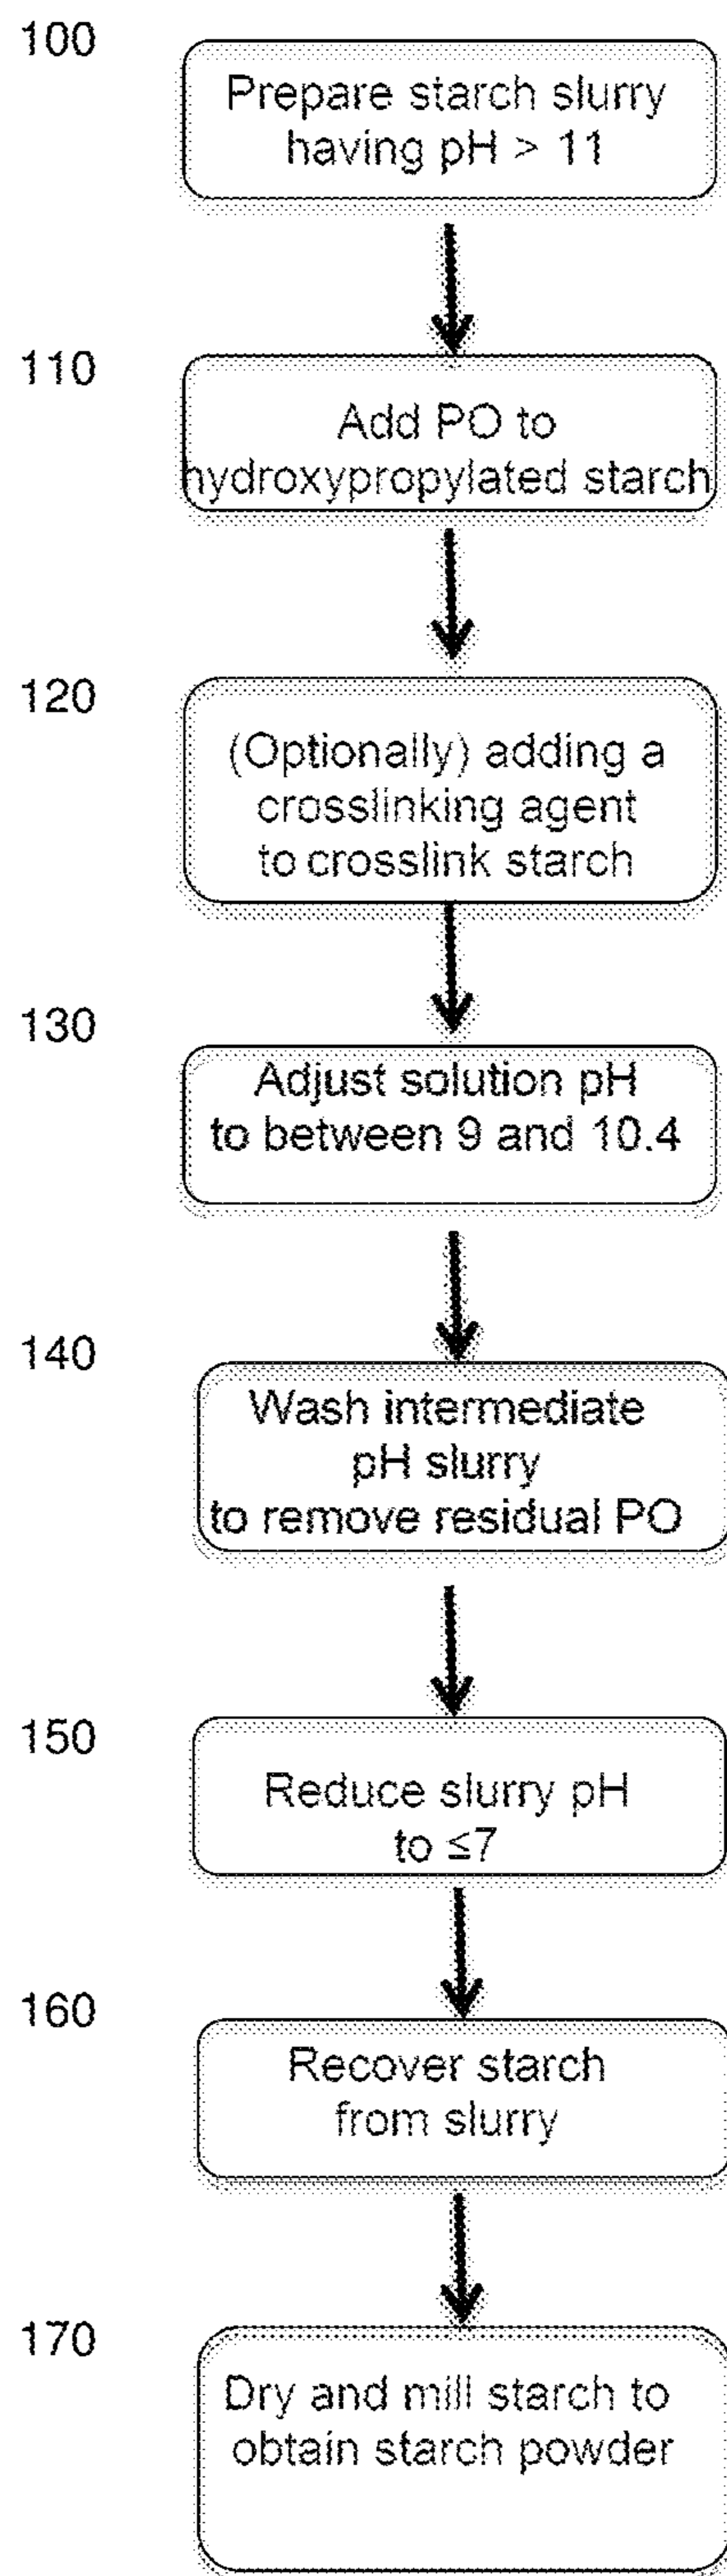 100
Prepare starch slurry
having pH > 11
110
Add PO to
hydroxypropylated starch
120
(Optionally) adding a
crosslinking agent
to crosslink starch
130
Adjust solution pH
to between 9 and 10.4
140
Wash intermediate
pH slurry
to remove residual PO
150
Reduce slurry pH
to ≤7
160
Recover starch
from slurry
170
Dry and mill starch to
obtain starch powder